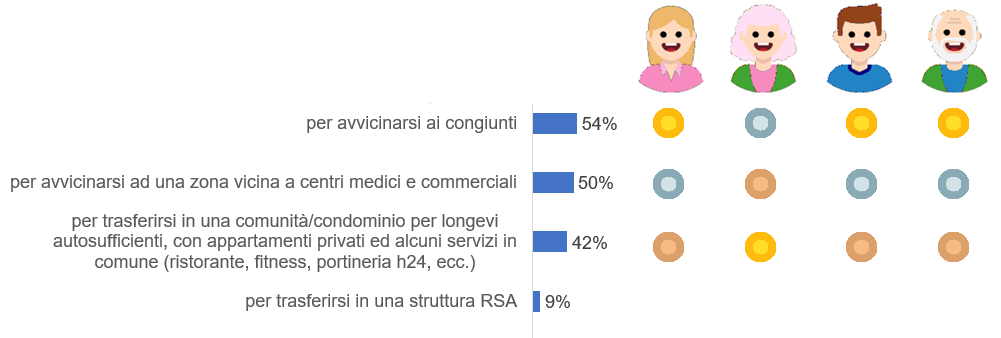 per avvicinarsi ai congiunti 54%
per avvicinarsi ad una zona vicina a centri medici e commerciali 50%
per trasferirsi in una comunità/condominio per longevi
autosufficienti, con appartamenti privati ed alcuni servizi in 42%
comune (ristorante, fitness, portineria h24, ecc.)
per trasferirsi in una struttura RSA 9%